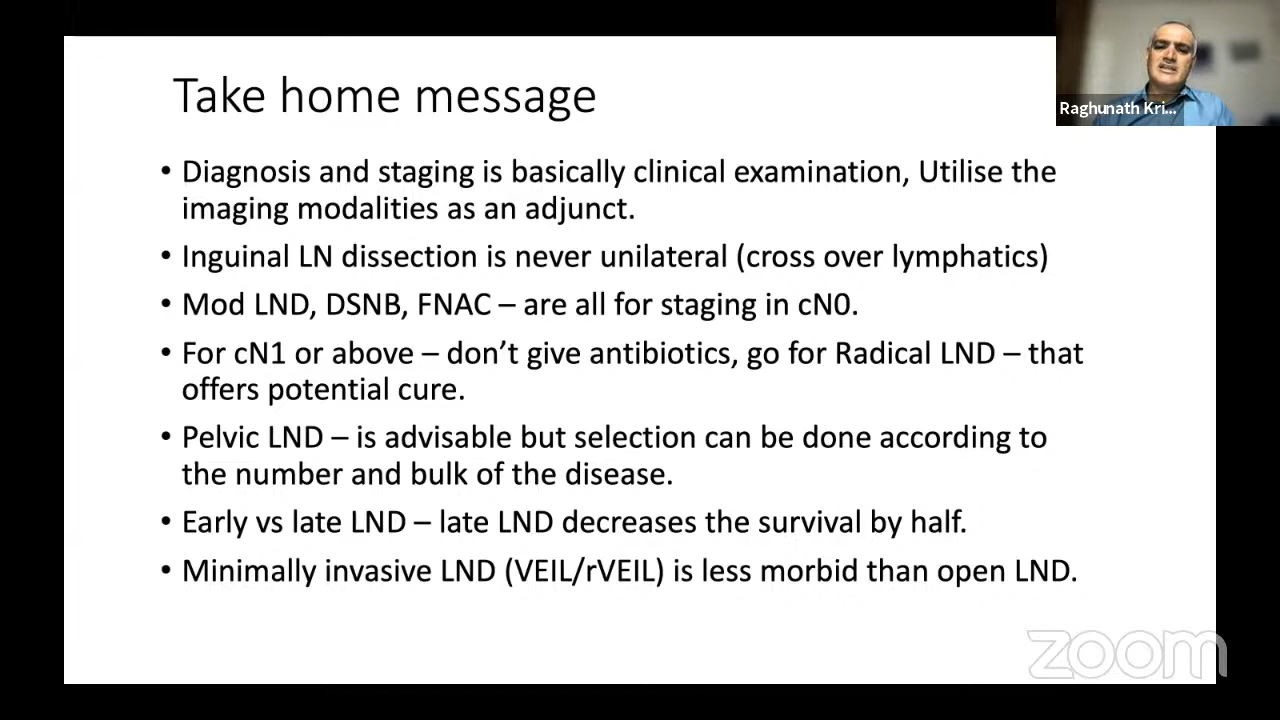 Take home message
Raghunath Kri...
• Diagnosis and staging is basically clinical examination, Utilise the
imaging modalities as an adjunct.
• Inguinal LN dissection is never unilateral (cross over lymphatics)
• Mod LND, DSNB, FNAC – are all for staging in cN0.
• For cN1 or above – don’t give antibiotics, go for Radical LND – that
offers potential cure.
• Pelvic LND – is advisable but selection can be done according to
the number and bulk of the disease.
• Early vs late LND – late LND decreases the survival by half.
• Minimally invasive LND (VEIL/rVEIL) is less morbid than open LND.
zoom